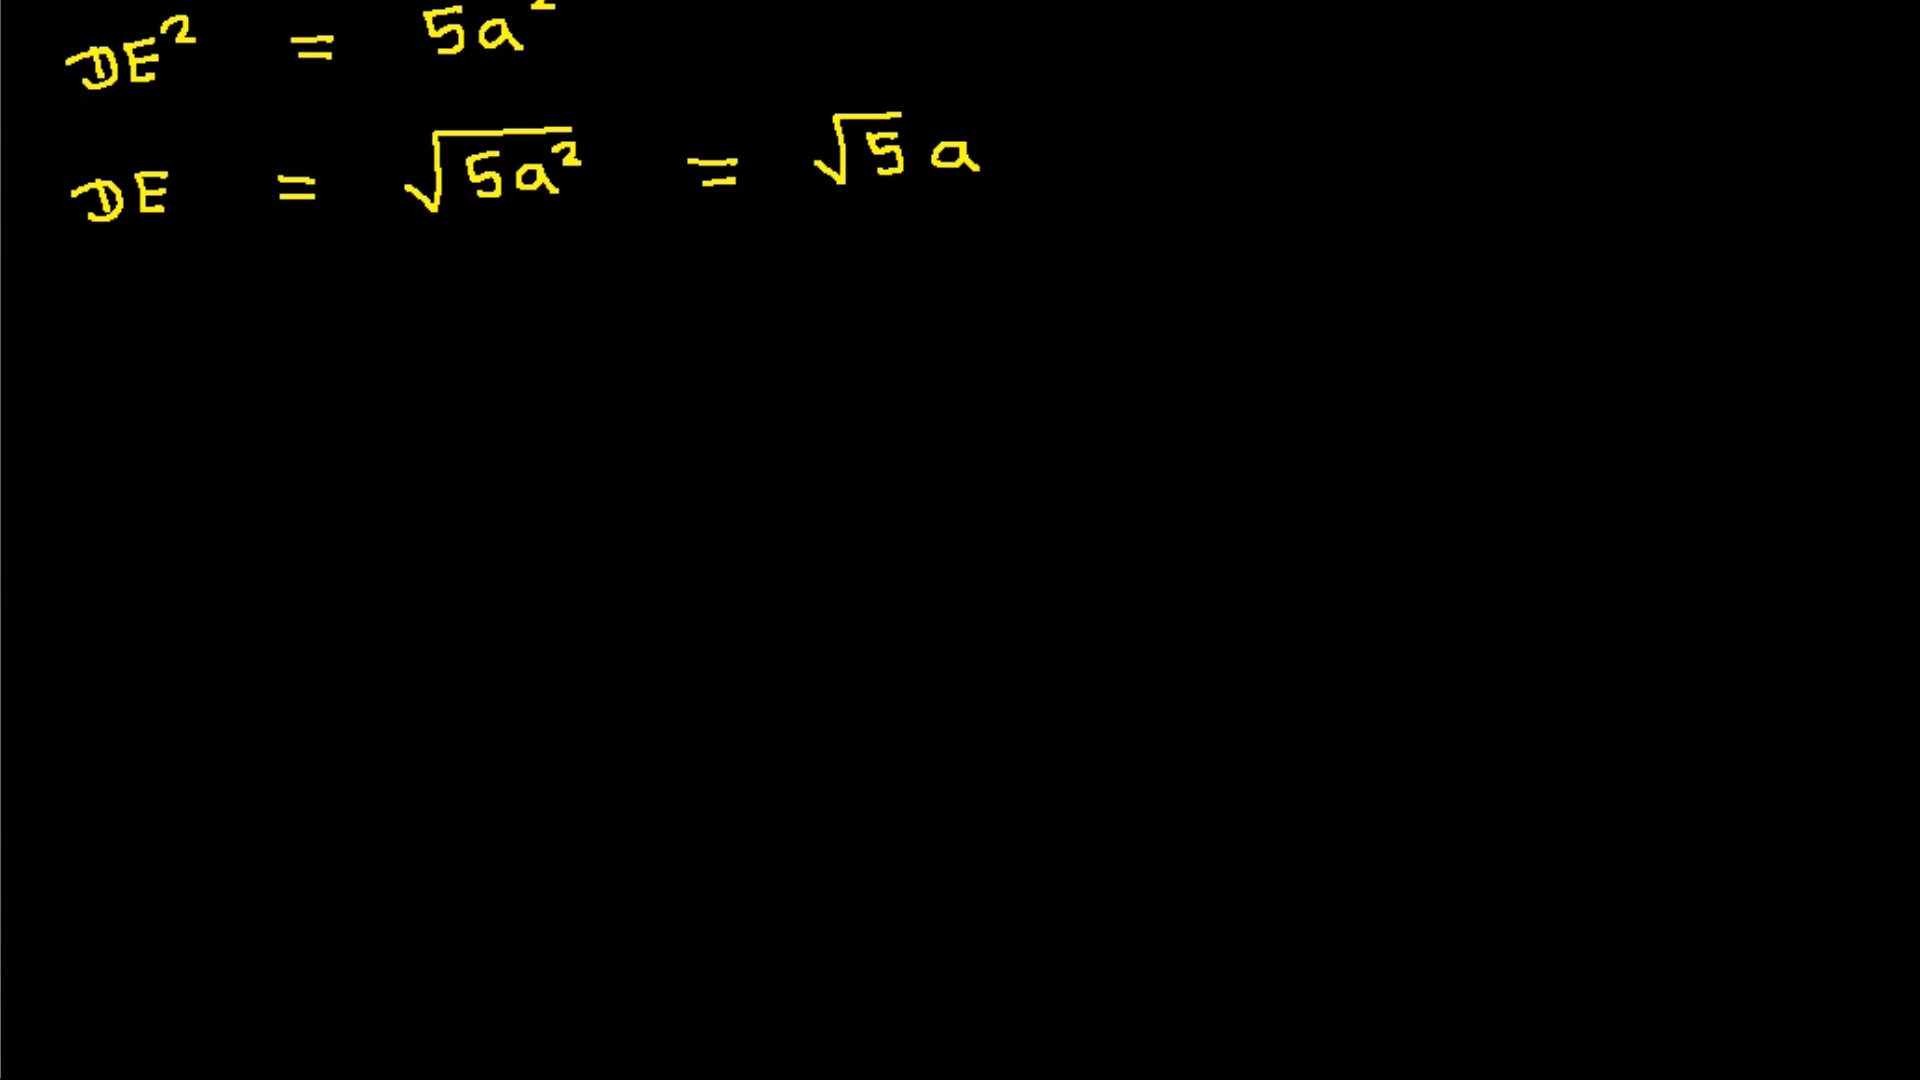 DE² = 5a²
DE = √5a² = √5 a